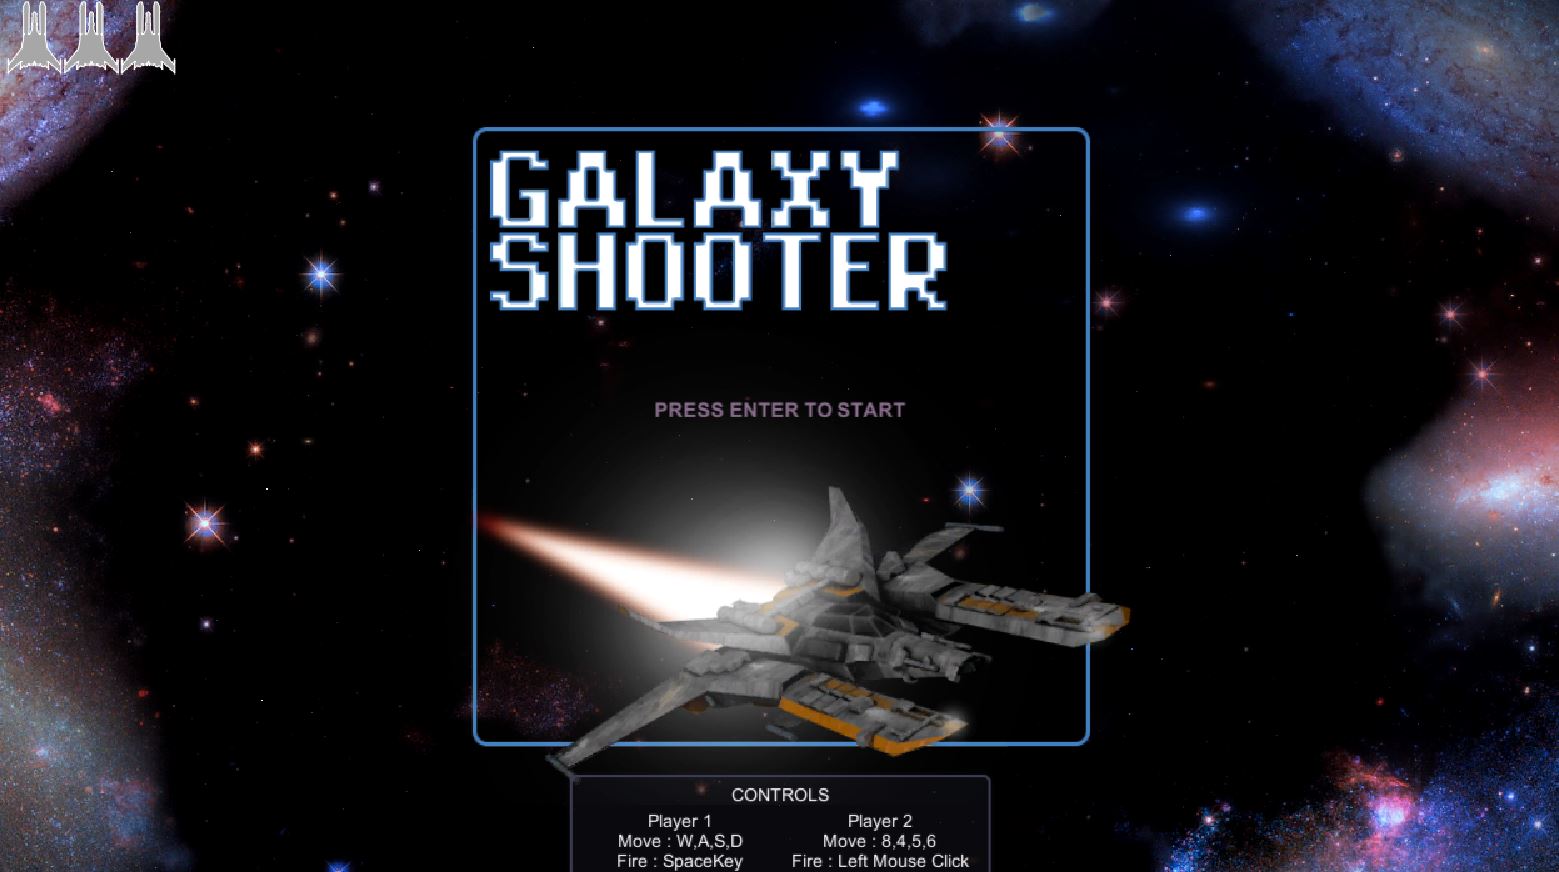 GALAXY
SHOOTER
PRESS ENTER TO START
CONTROLS
Player 1
Move : W,A,S,D
Fire : SpaceKey
Player 2
Move : 8,4,5,6
Fire : Left Mouse Click